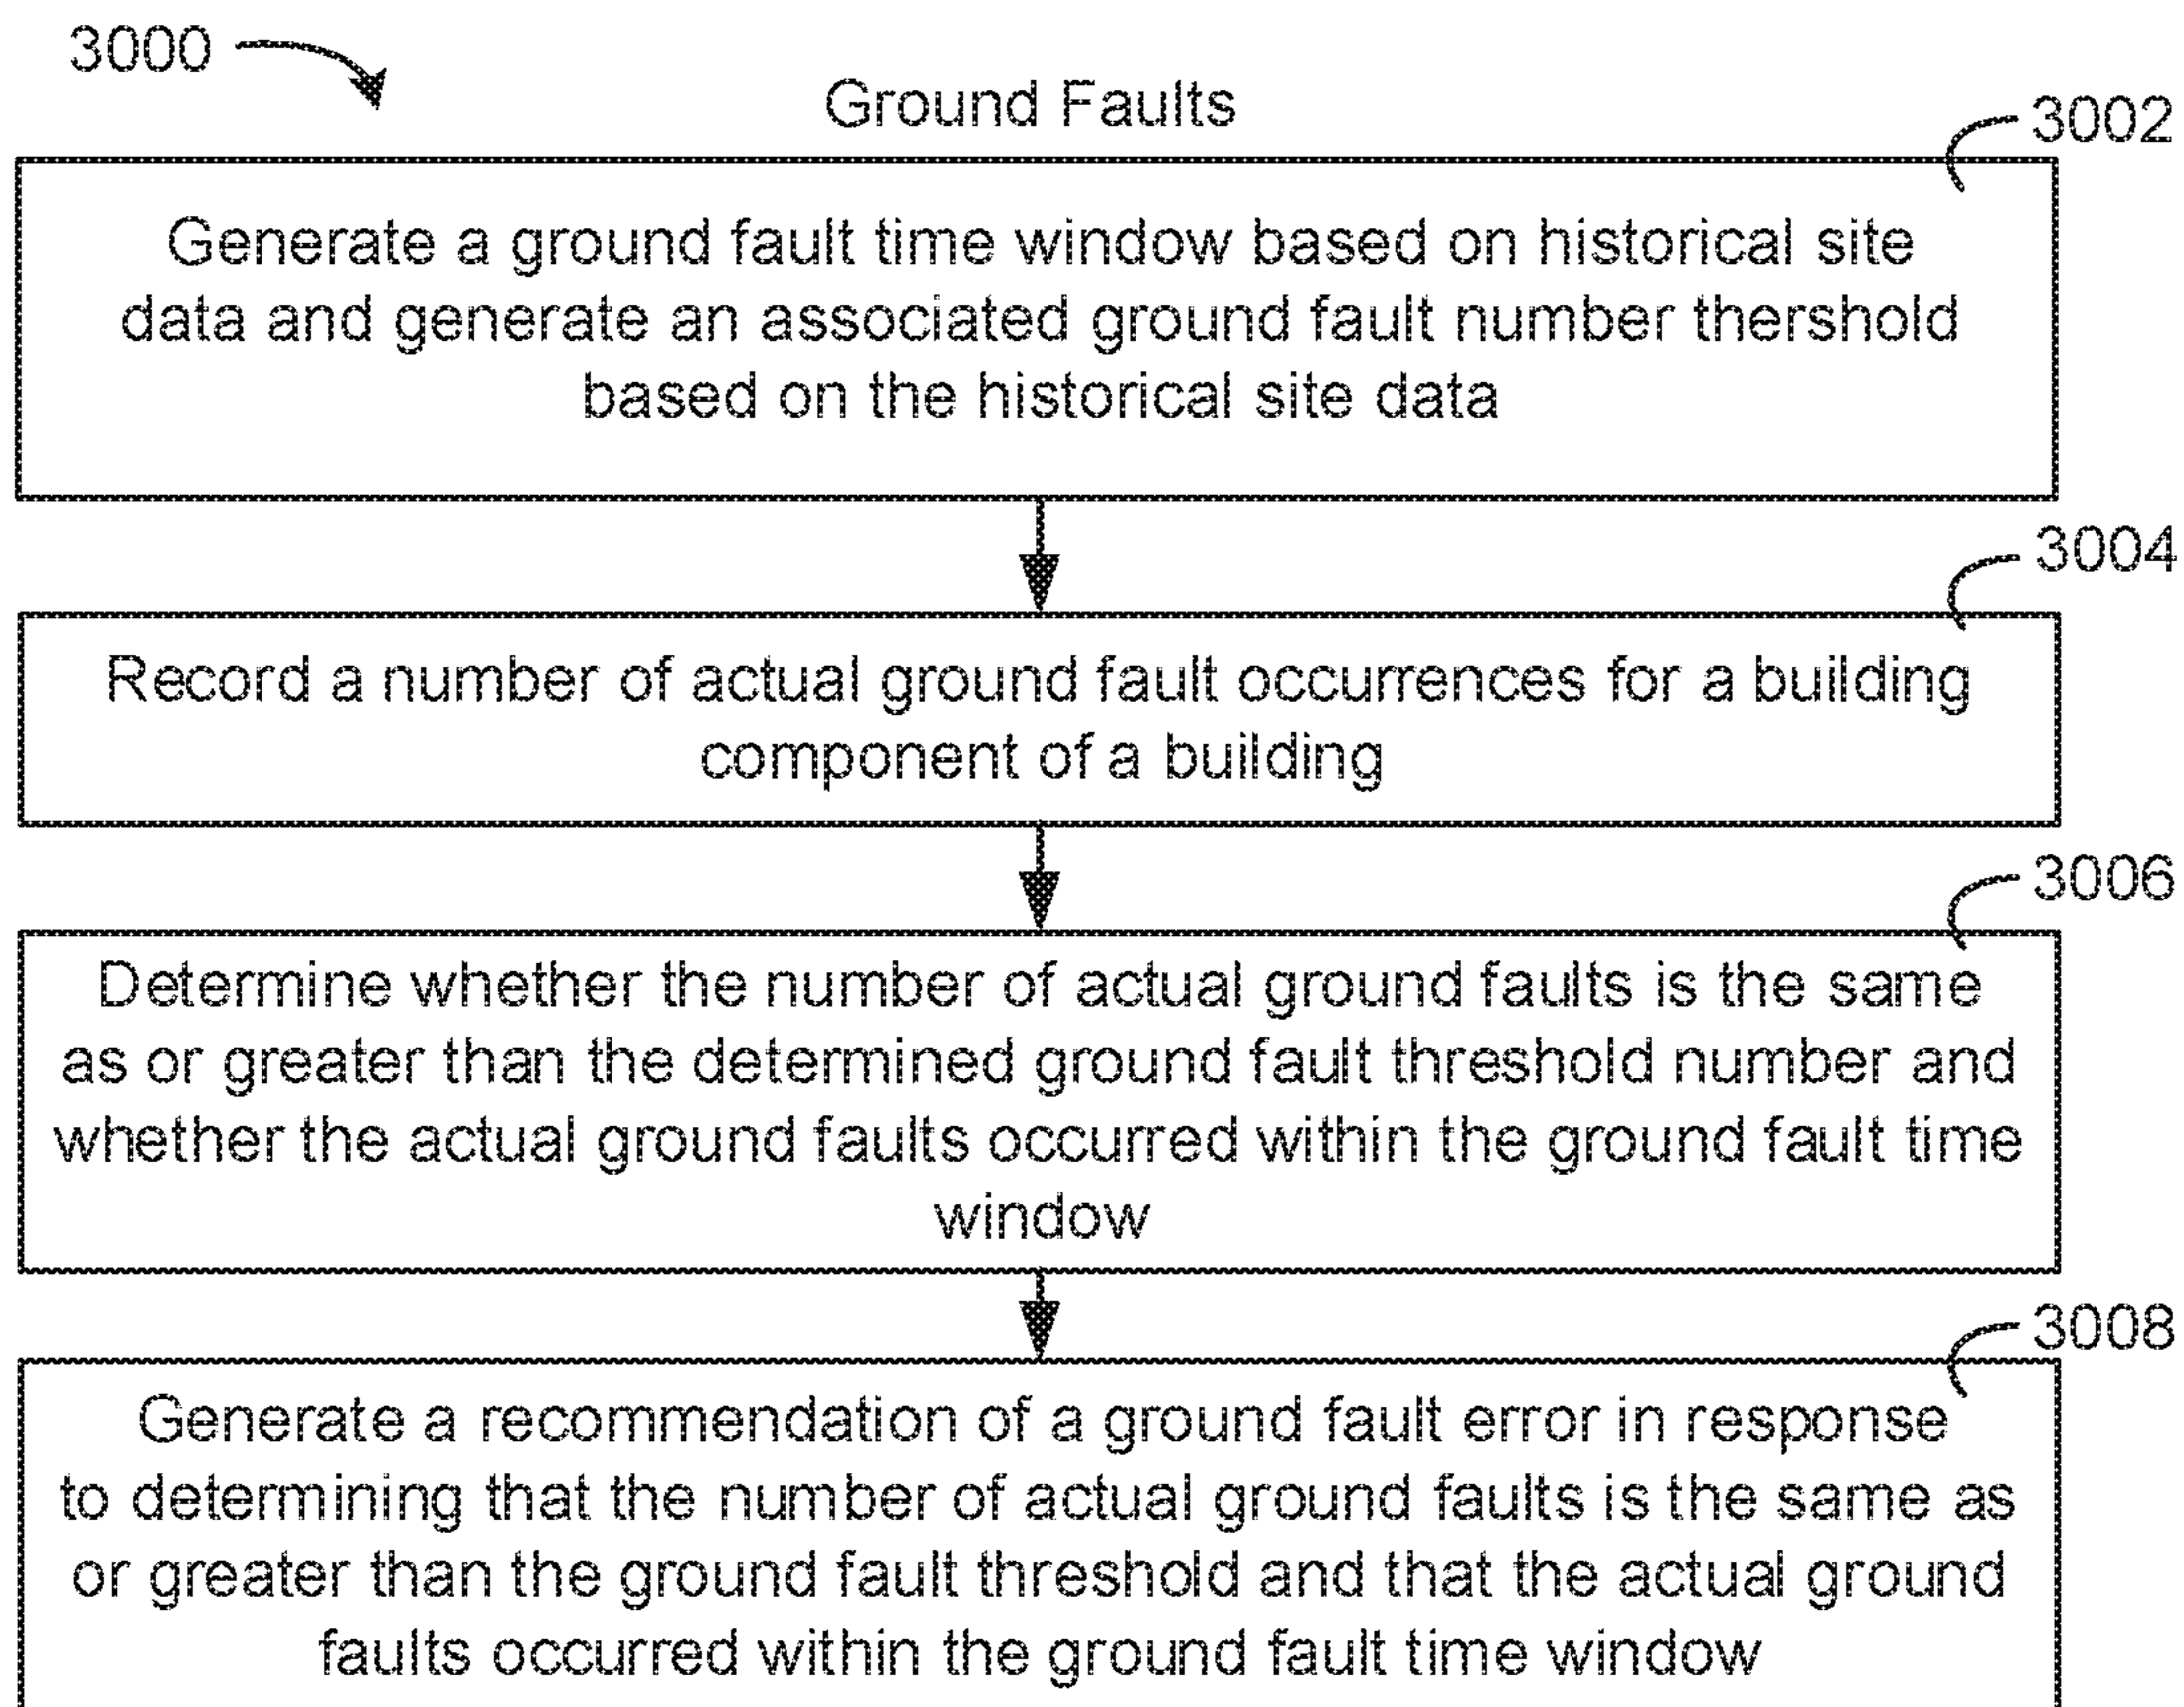 3000
Ground Faults
3002
Generate a ground fault time window based on historical site
data and generate an associated ground fault number thershold
based on the historical site data
3004
Record a number of actual ground fault occurrences for a building
component of a building
3006
Determine whether the number of actual ground faults is the same
as or greater than the determined ground fault threshold number and
whether the actual ground faults occurred within the ground fault time
window
3008
Generate a recommendation of a ground fault error in response
to determining that the number of actual ground faults is the same as
or greater than the ground fault threshold and that the actual ground
faults occurred within the ground fault time window